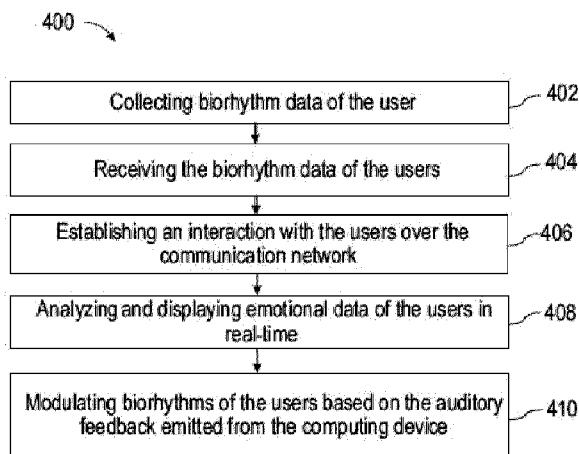 400
Collecting biorhythm data of the user
402
Receiving the biorhythm data of the users
404
Establishing an interaction with the users over the
communication network
406
Analyzing and displaying emotional data of the users in
real-time
408
Modulating biorhythms of the users based on the auditory
feedback emitted from the computing device
410